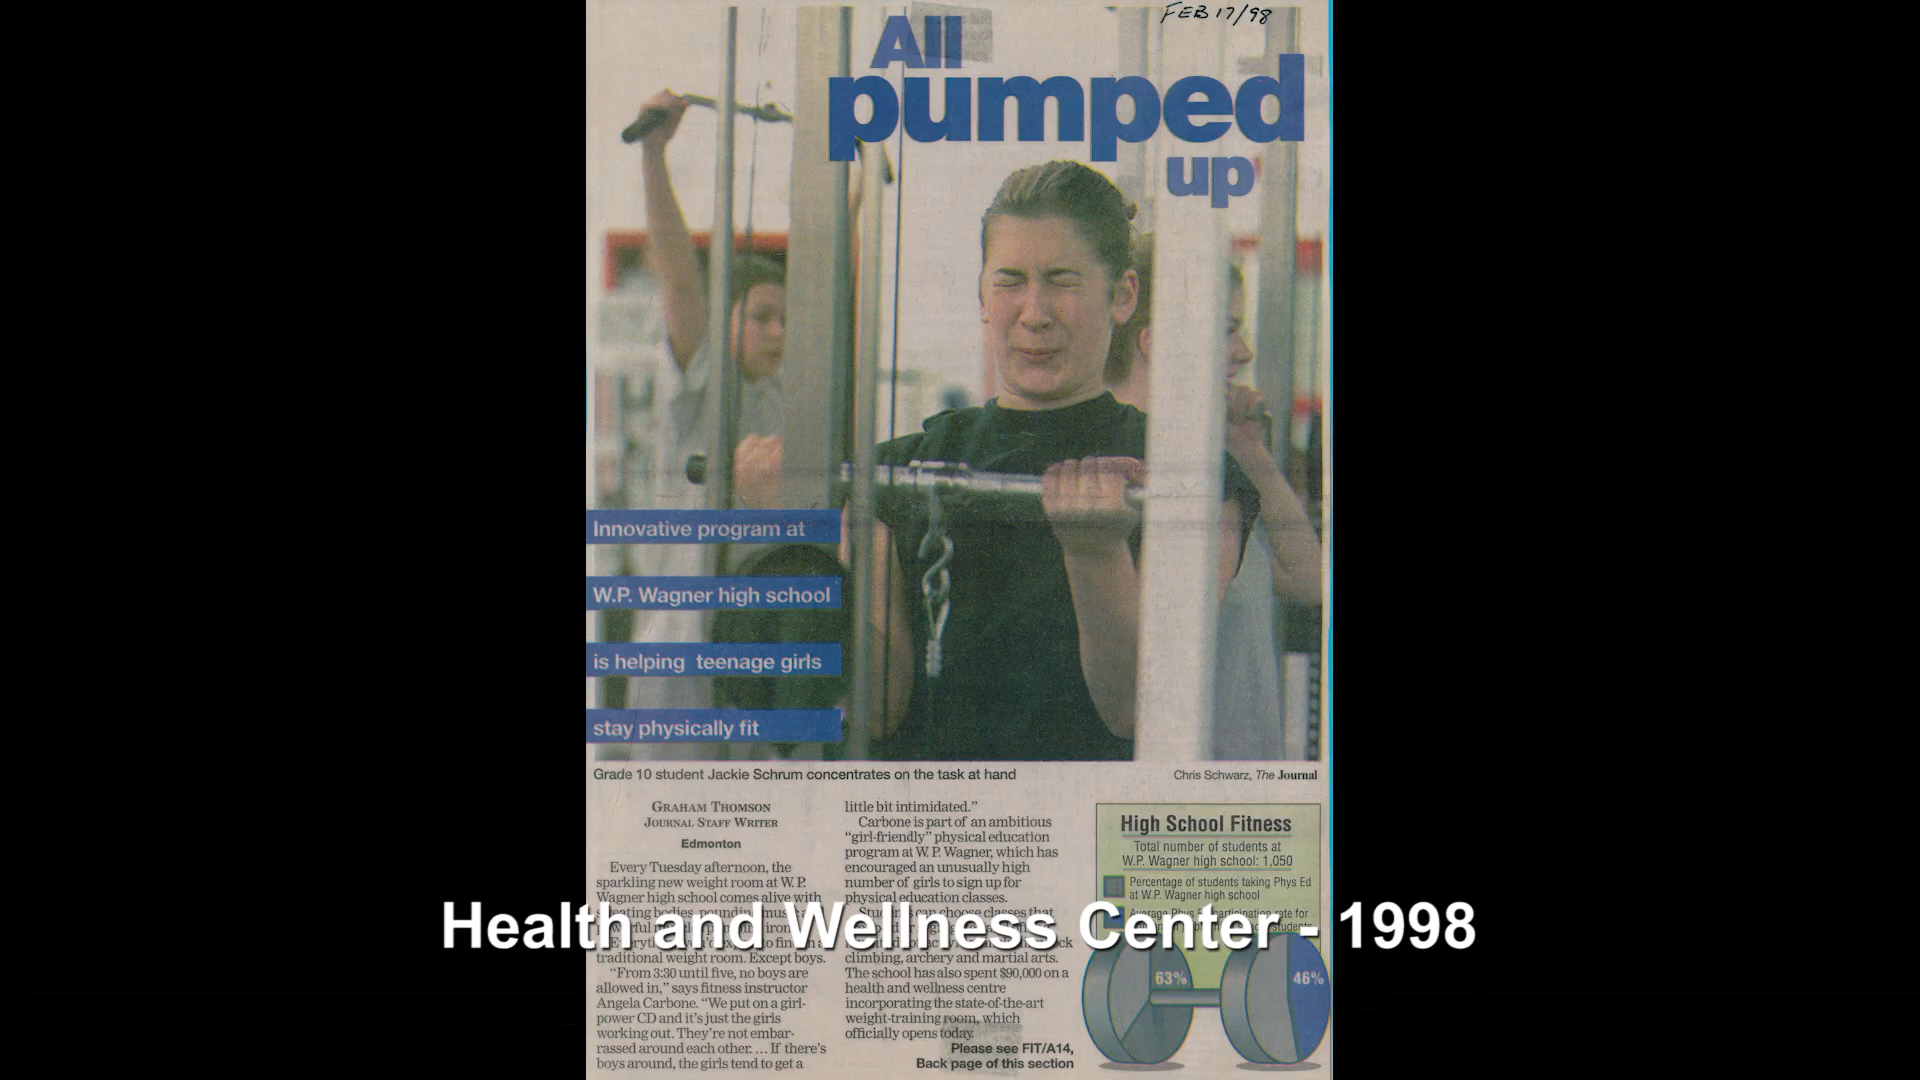 FEB 17/98
All
pumped
up
Innovative program at
W.P. Wagner high school
is helping teenage girls
stay physically fit
Grade 10 student Jackie Schrum concentrates on the task at hand
Chris Schwarz, The Journal
GRAHAM THOMSON
JOURNAL STAFF WRITER
Edmonton
Every Tuesday afternoon, the
sparkling new weight room at W. P.
Wagner high school comes alive with
traditional weight room. Except boys.
"From 3:30 until five, no boys are
allowed in," says fitness instructor
Angela Carbone. "We put on a girl-
power CD and it's just the girls
working out. They're not embar-
rassed around each other. ... If there's
boys around, the girls tend to get a
little bit intimidated."
Carbone is part of an ambitious
"girl-friendly" physical education
program at W. P. Wagner, which has
encouraged an unusually high
number of girls to sign up for
physical education classes.
climbing, archery and martial arts.
The school has also spent $90,000 on a
health and wellness centre
incorporating the state-of-the-art
weight-training room, which
officially opens today.
Please see FIT/A14,
Back page of this section
High School Fitness
Total number of students at
W.P. Wagner high school: 1,050
Percentage of students taking Phys Ed
at W.P. Wagner high school
63%
46%
Health and Wellness Center - 1998